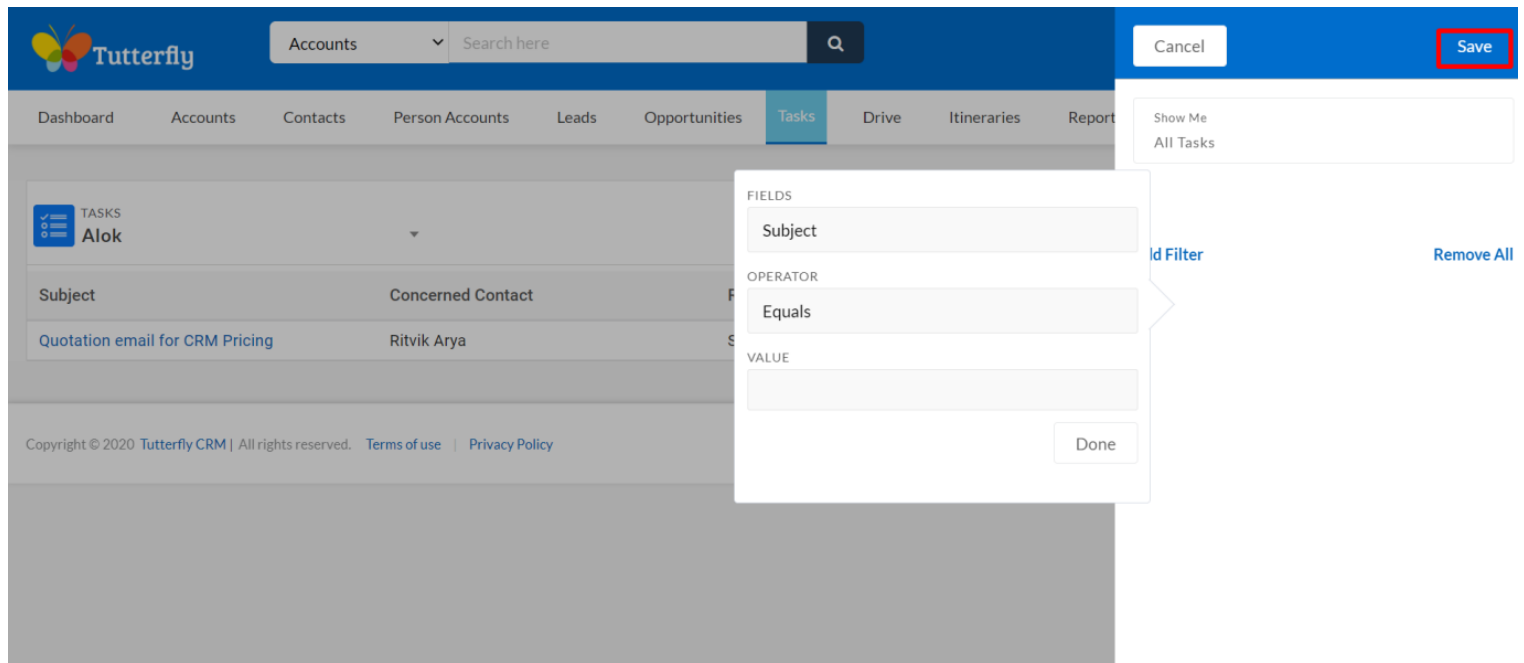 Tutterfly
Accounts Search here
Cancel Save
Dashboard Accounts Contacts Person Accounts Leads Opportunities Tasks Drive Itineraries Report
Show Me
All Tasks
TASKS
Alok
FIELDS
Subject
ld Filter Remove All
OPERATOR
Equals
Subject Concerned Contact
Quotation email for CRM Pricing Ritvik Arya
VALUE
Done
Copyright © 2020 Tutterfly CRM | All rights reserved. Terms of use | Privacy Policy